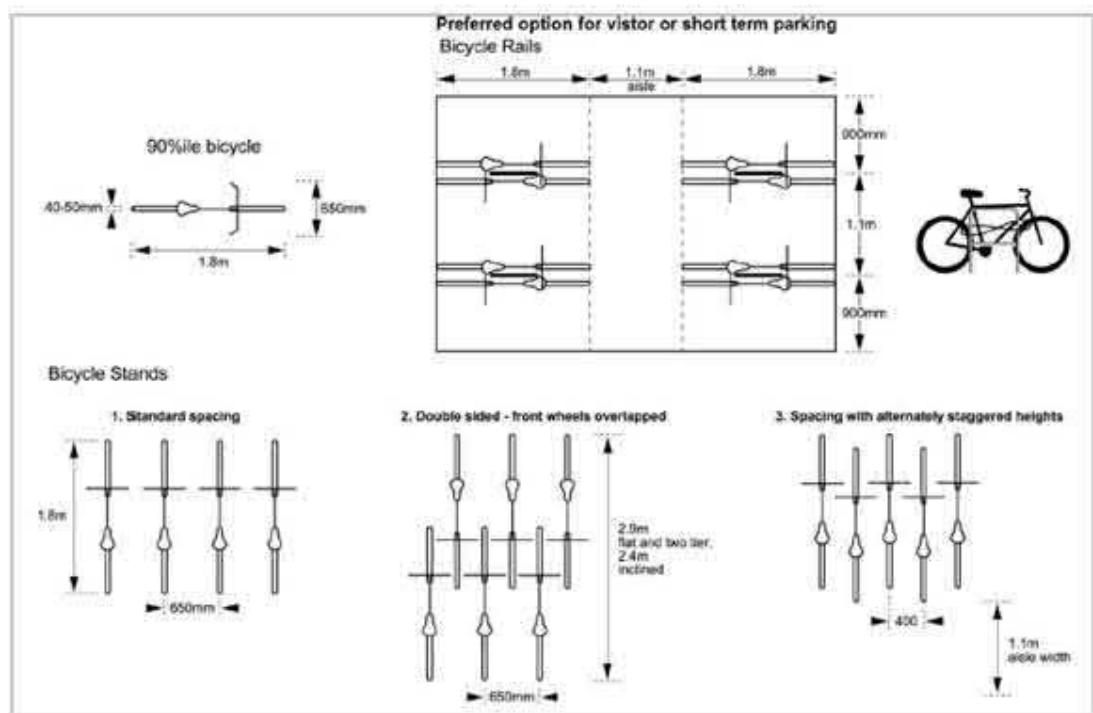 Preferred option for vistor or short term parking
Bicycle Rails
1.8m
1.1m
aisle
1.8m
900mm
1.1m
900mm
90%ile bicycle
40-50mm
650mm
1.8m
Bicycle Stands
1. Standard spacing
1.8m
650mm
2. Double sided - front wheels overlapped
2.9m
flat and two tier,
2.4m
inclined
650mm
3. Spacing with alternately staggered heights
400
1.1m
aisle width